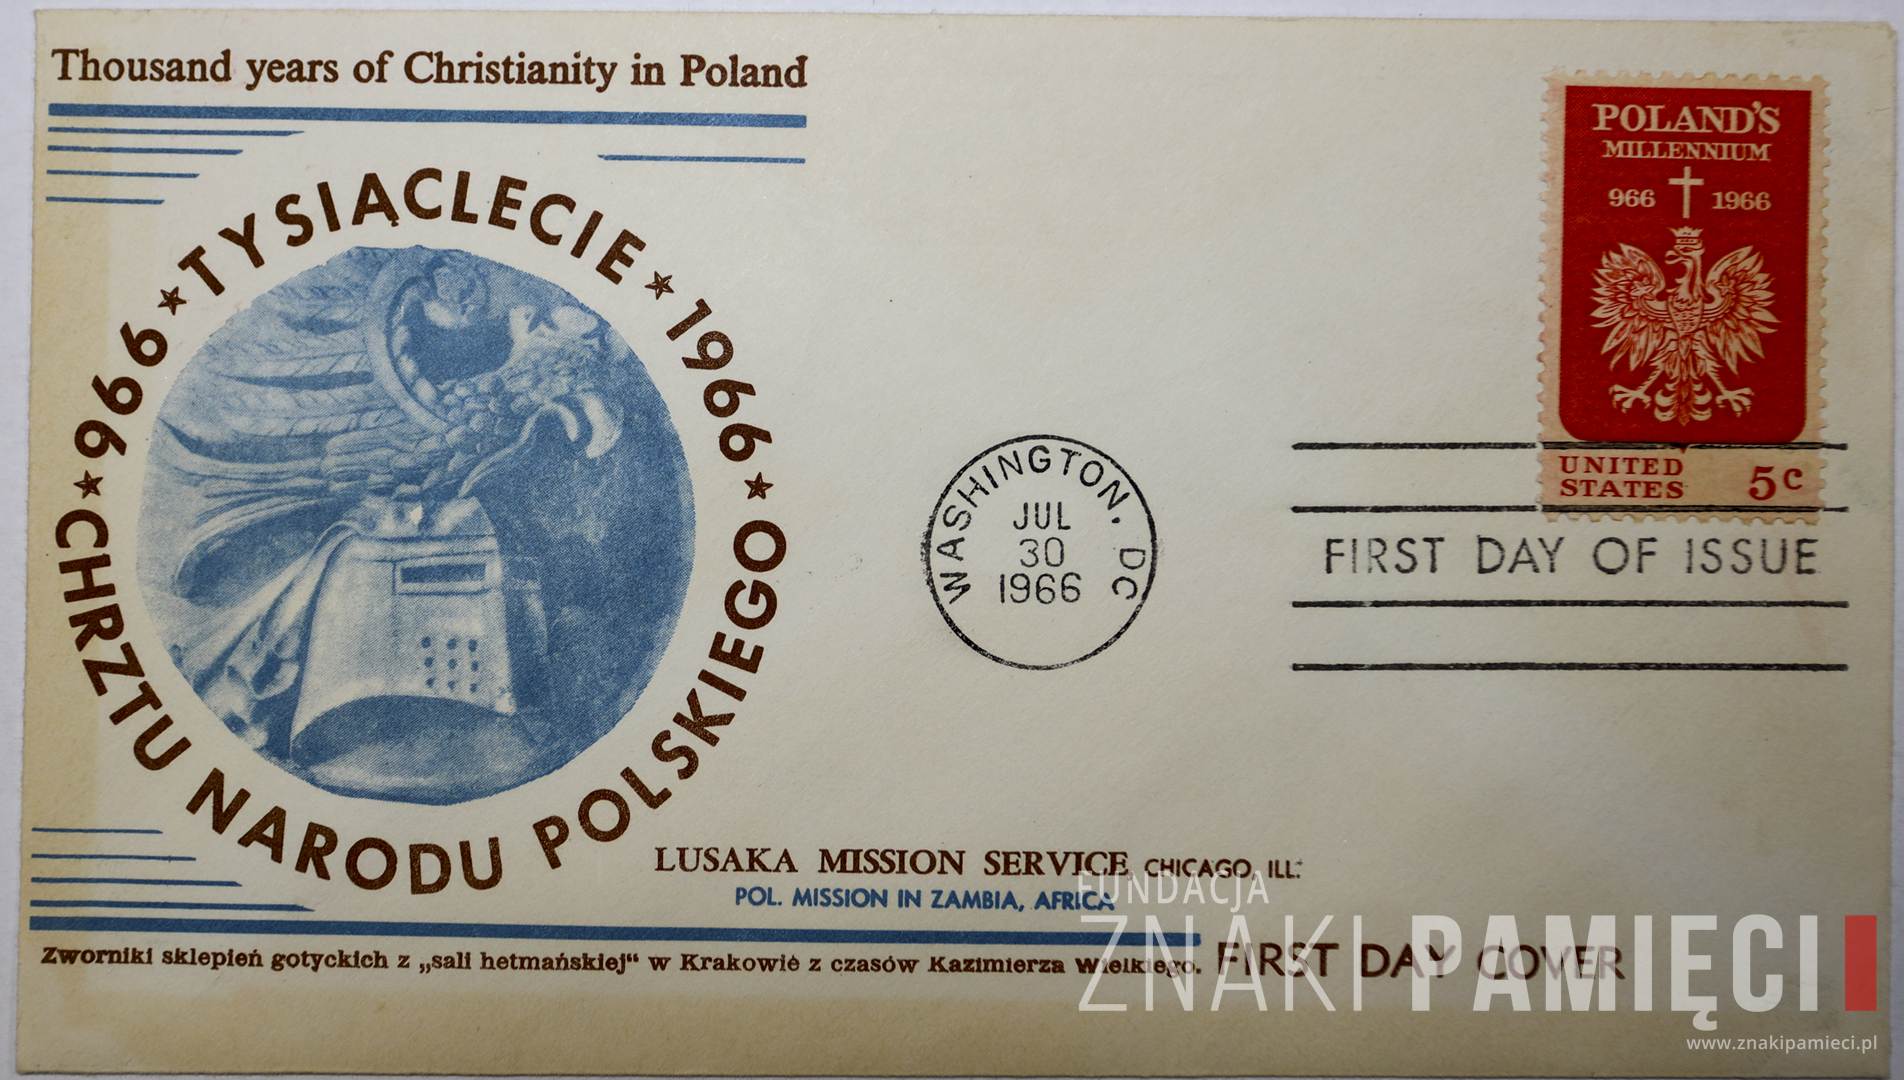 Thousand years of Christianity in Poland
966 ★ TYSIĄCLECIE ★ 1966
★ CHRZTU NARODU POLSKIEGO ★
POLAND'S
MILLENNIUM
966 1966
UNITED
STATES 5c
WASHINGTON, DC
JUL
30
1966
FIRST DAY OF ISSUE
LUSAKA MISSION SERVICE, CHICAGO, ILL.
POL. MISSION IN ZAMBIA, AFRICA
Zworniki sklepień gotyckich z „sali hetmańskiej“ w Krakowie z czasów Kazimierza Wielkiego.
FIRST DAY COVER
FUNDACJA
ZNAKI PAMIĘCI
www.znakipamieci.pl